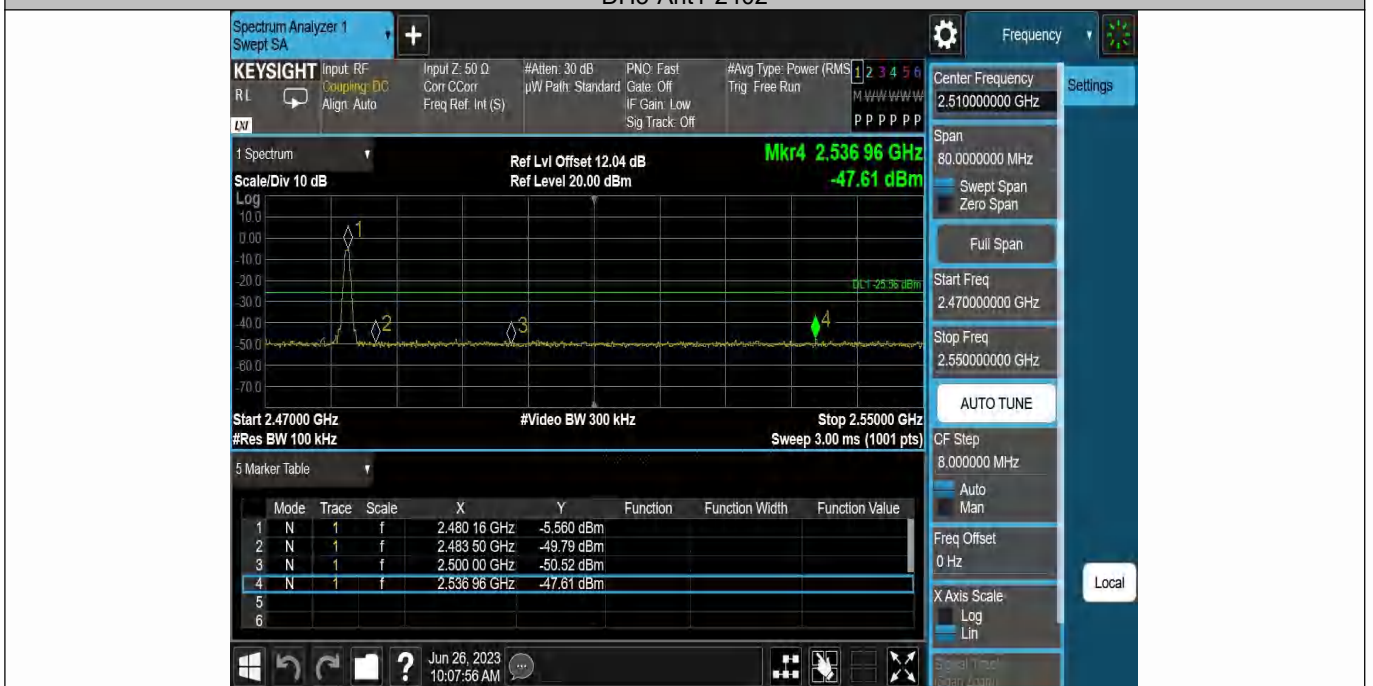 Spectrum Analyzer 1
Swept SA
+
Frequency
KEYSIGHT
RL
LXI
Input: RF
Coupling: DC
Align: Auto
Input Z: 50 Ω
Corr CCorr
Freq Ref: Int (S)
#Atten: 30 dB
µW Path: Standard
PNO: Fast
Gate: Off
IF Gain: Low
Sig Track: Off
#Avg Type: Power (RMS
Trig: Free Run
1 2 3 4 5 6
M W W W W W
P P P P P P
Center Frequency
2.510000000 GHz
Settings
1 Spectrum
Scale/Div 10 dB
Ref Lvl Offset 12.04 dB
Ref Level 20.00 dBm
Mkr4 2.536 96 GHz
-47.61 dBm
Span
80.0000000 MHz
Swept Span
Zero Span
Full Span
Start Freq
2.470000000 GHz
Stop Freq
2.550000000 GHz
AUTO TUNE
CF Step
8.000000 MHz
Auto
Man
Freq Offset
0 Hz
X Axis Scale
Log
Lin
Local
Log
10.0
0.00
-10.0
-20.0
-30.0
-40.0
-50.0
-60.0
-70.0
1
2
3
4
DL1 -25.56 dBm
Start 2.47000 GHz
#Video BW 300 kHz
Stop 2.55000 GHz
#Res BW 100 kHz
Sweep 3.00 ms (1001 pts)
5 Marker Table
Mode Trace Scale X Y Function Function Width Function Value
1 N 1 f 2.480 16 GHz -5.560 dBm
2 N 1 f 2.483 50 GHz -49.79 dBm
3 N 1 f 2.500 00 GHz -50.52 dBm
4 N 1 f 2.536 96 GHz -47.61 dBm
5
6
?
Jun 26, 2023
10:07:56 AM